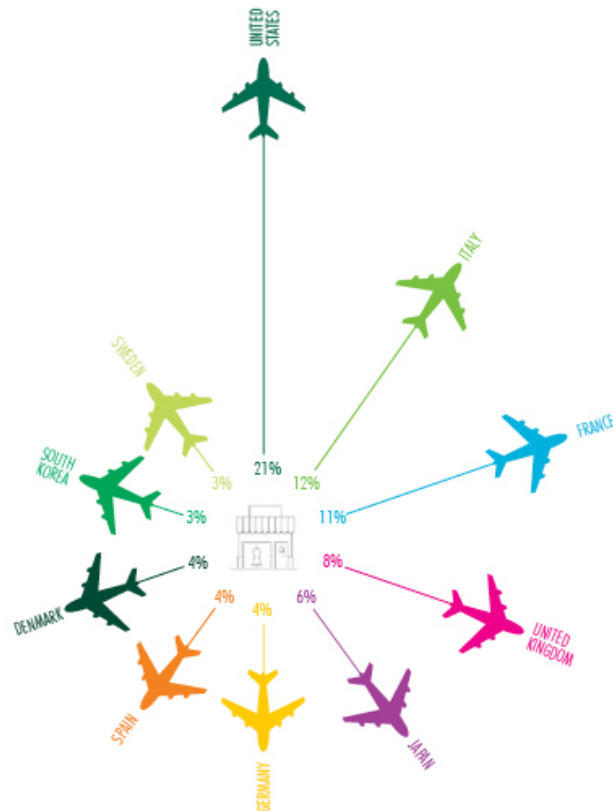 UNITED
STATES
21%
ITALY
12%
FRANCE
11%
UNITED
KINGDOM
8%
JAPAN
6%
GERMANY
4%
SPAIN
4%
DENMARK
4%
SOUTH
KOREA
3%
SWEDEN
3%